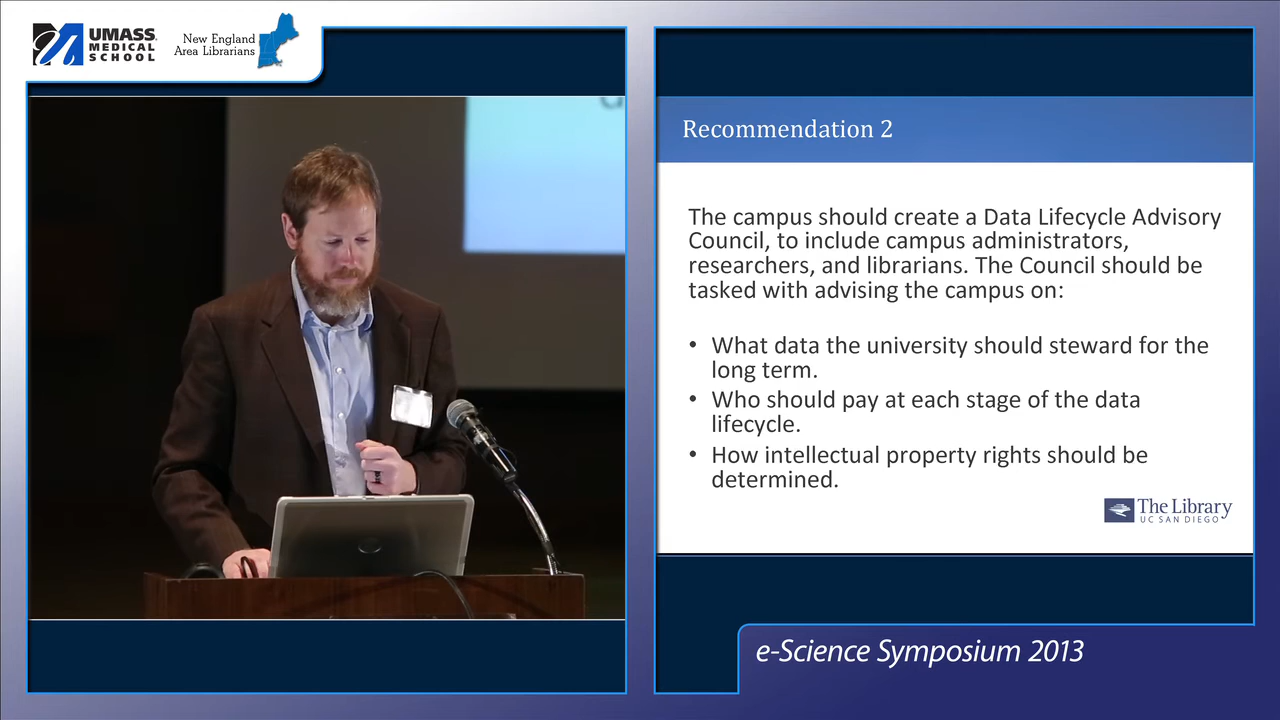 UMASS
MEDICAL
SCHOOL
New England
Area Librarians
Recommendation 2
The campus should create a Data Lifecycle Advisory
Council, to include campus administrators,
researchers, and librarians. The Council should be
tasked with advising the campus on:
• What data the university should steward for the
long term.
• Who should pay at each stage of the data
lifecycle.
• How intellectual property rights should be
determined.
The Library
UC SAN DIEGO
e-Science Symposium 2013